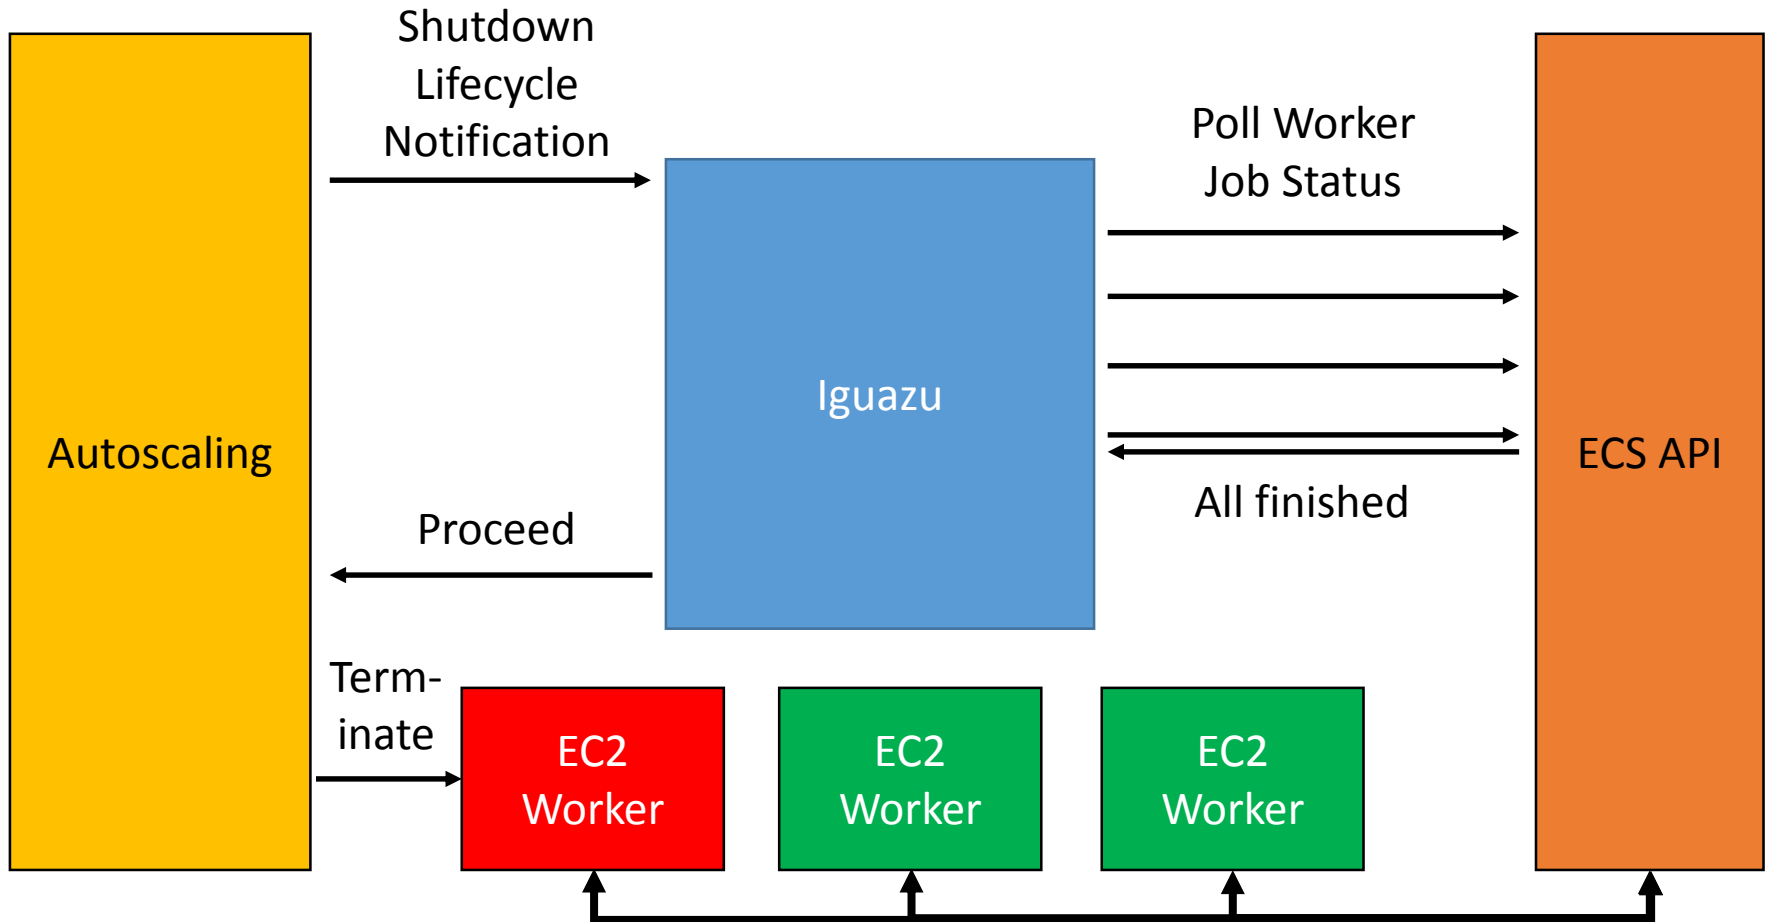 Shutdown
Lifecycle
Notification
Poll Worker
Job Status
Iguazu
Autoscaling
ECS API
All finished
Proceed
Term-
inate
EC2
Worker
EC2
Worker
EC2
Worker